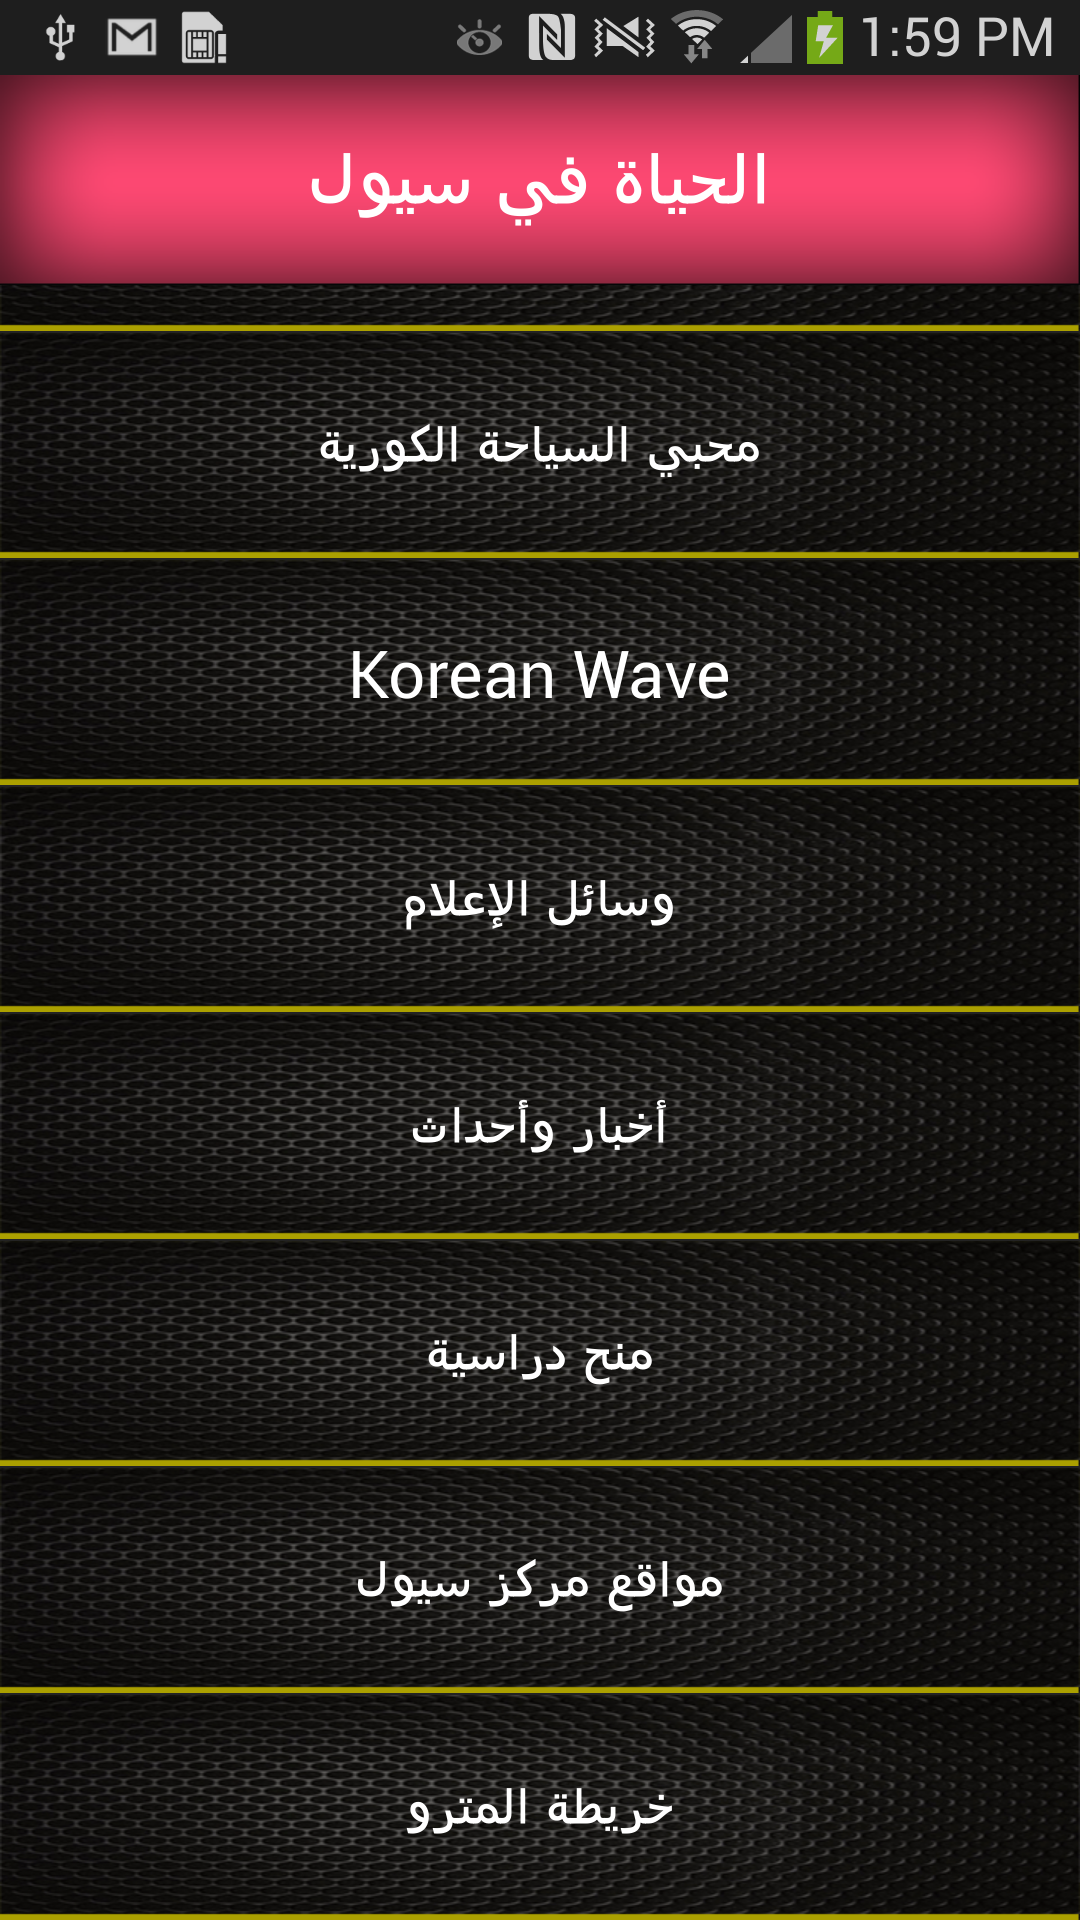 1:59 PM
الحياة في سيول
محبي السياحة الكورية
Korean Wave
وسائل الإعلام
أخبار وأحداث
منح دراسية
مواقع مركز سيول
خريطة المترو